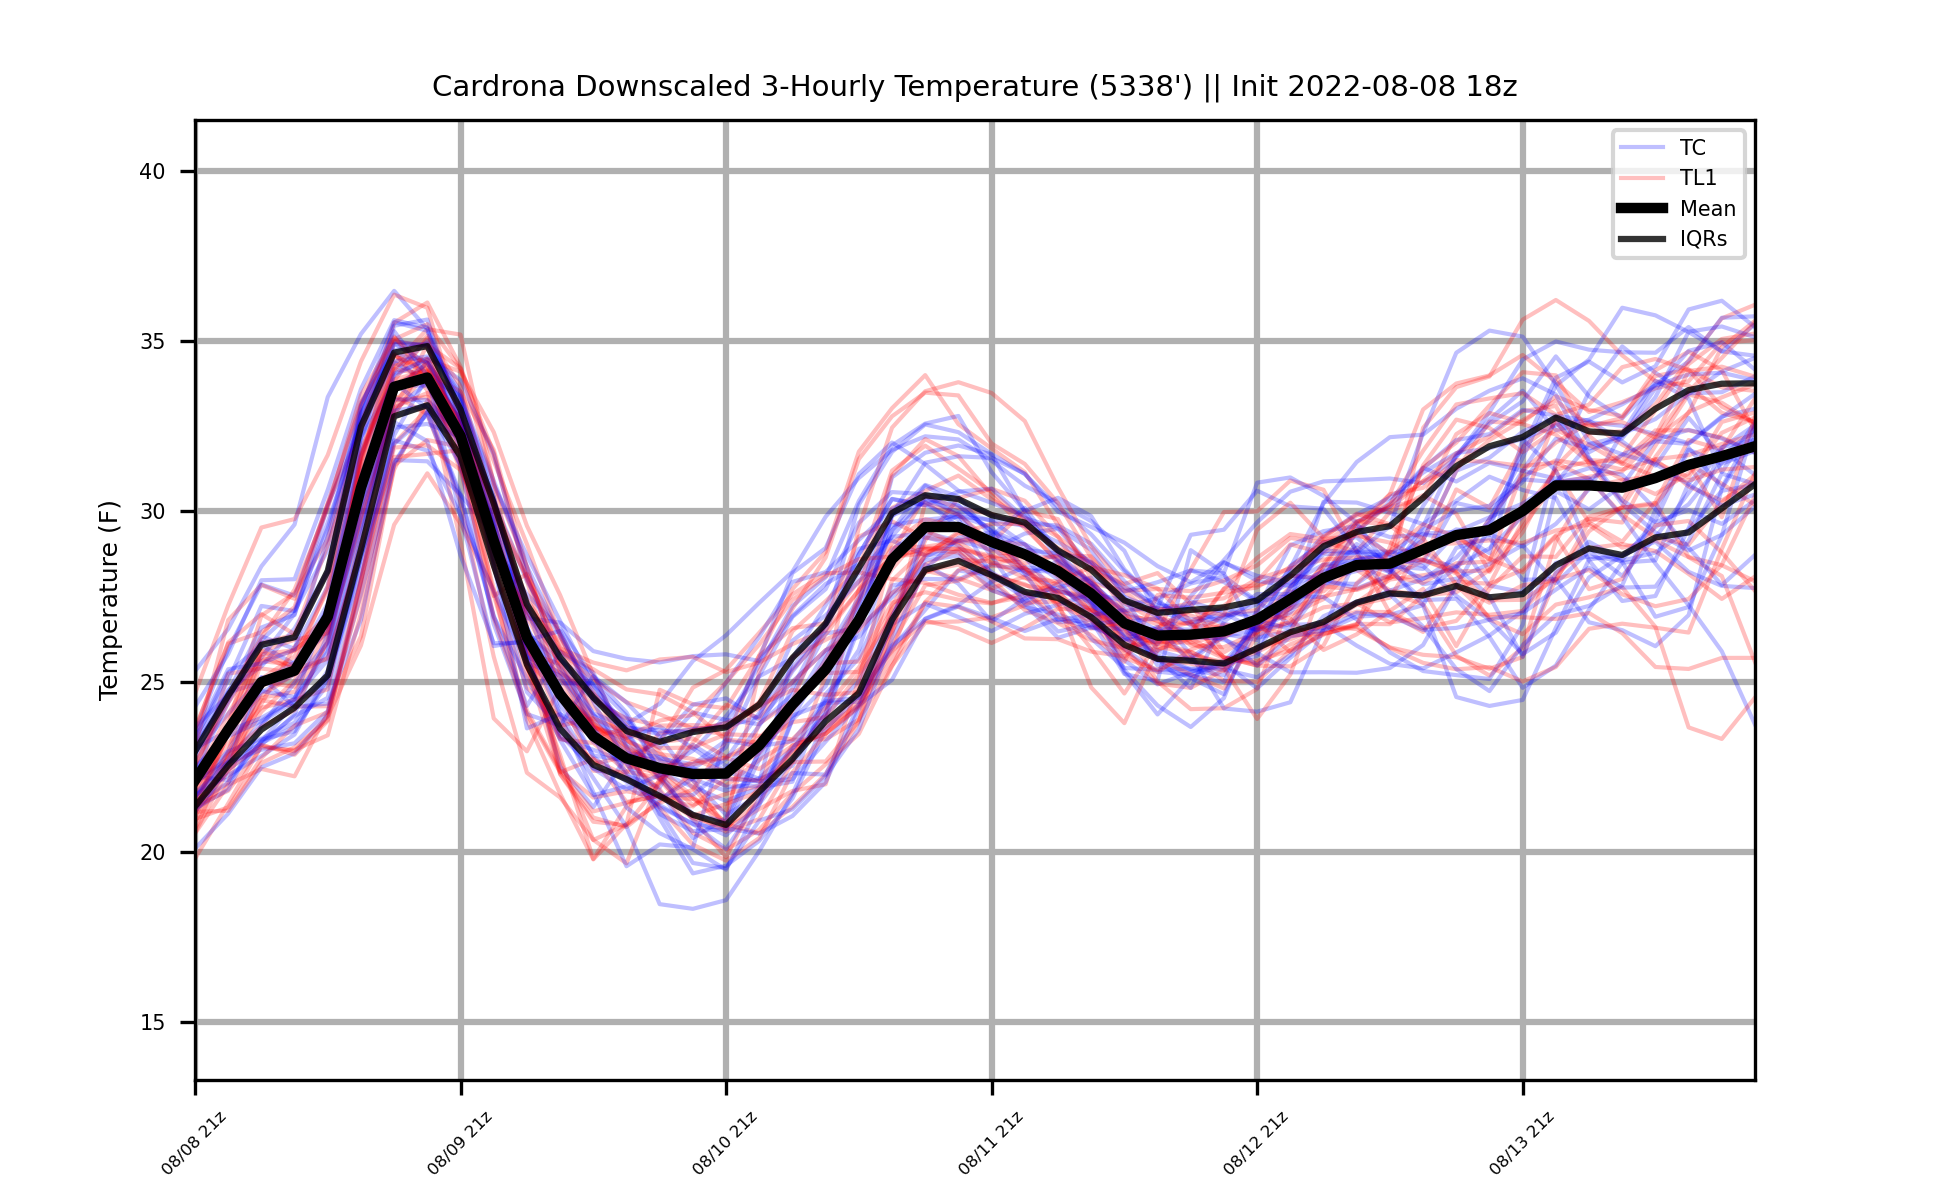 Cardrona Downscaled 3-Hourly Temperature (5338') || Init 2022-08-08 18z
TC
TL1
Mean
IQRs
Temperature (F)
40
35
30
25
20
15
08/08 21z
08/09 21z
08/10 21z
08/11 21z
08/12 21z
08/13 21z